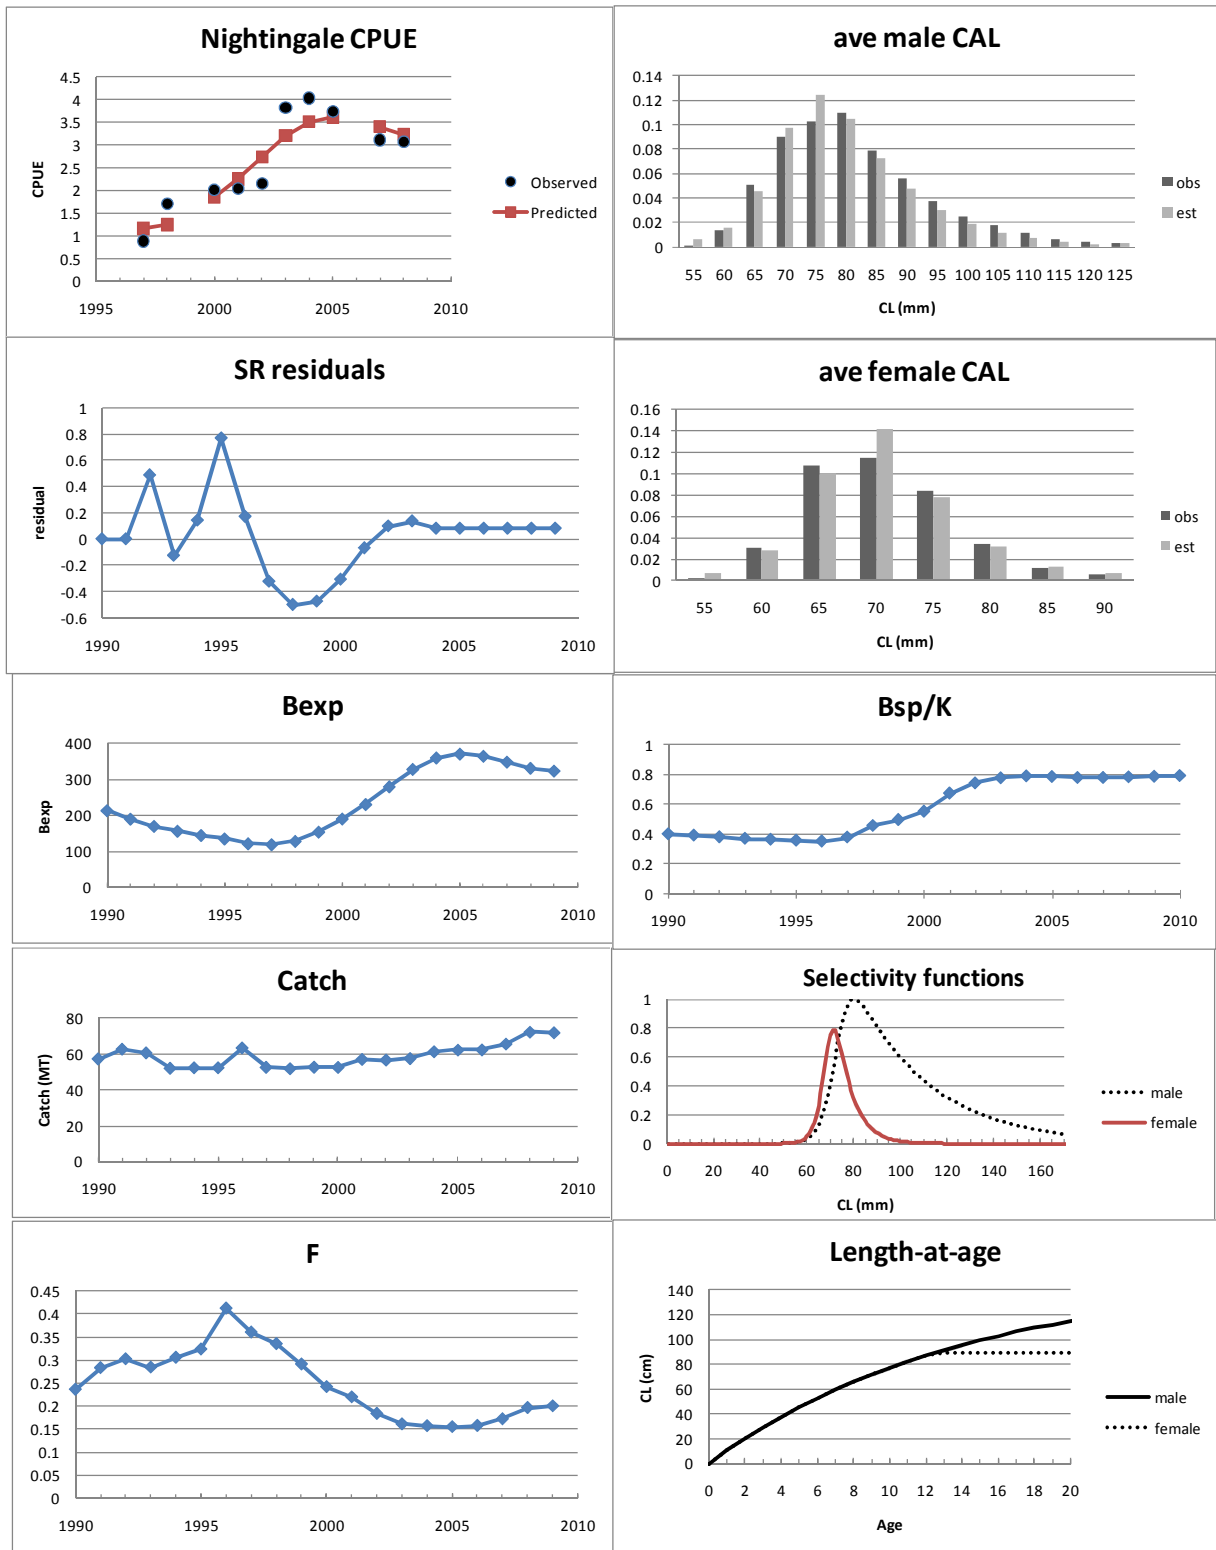 Nightingale CPUE
CPUE
4.5
4
3.5
3
2.5
2
1.5
1
0.5
0
1995 2000 2005 2010
Observed
Predicted
ave male CAL
0.14
0.12
0.1
0.08
0.06
0.04
0.02
0
55 60 65 70 75 80 85 90 95 100 105 110 115 120 125
CL (mm)
obs
est
SR residuals
residual
1
0.8
0.6
0.4
0.2
0
-0.2
-0.4
-0.6
1990 1995 2000 2005 2010
ave female CAL
0.16
0.14
0.12
0.1
0.08
0.06
0.04
0.02
0
55 60 65 70 75 80 85 90
CL (mm)
obs
est
Bexp
Bexp
400
300
200
100
0
1990 1995 2000 2005 2010
Bsp/K
1
0.8
0.6
0.4
0.2
0
1990 1995 2000 2005 2010
Catch
Catch (MT)
80
60
40
20
0
1990 1995 2000 2005 2010
Selectivity functions
1
0.8
0.6
0.4
0.2
0
0 20 40 60 80 100 120 140 160
CL (mm)
male
female
F
0.45
0.4
0.35
0.3
0.25
0.2
0.15
0.1
0.05
0
1990 1995 2000 2005 2010
Length-at-age
CL (cm)
140
120
100
80
60
40
20
0
0 2 4 6 8 10 12 14 16 18 20
Age
male
female